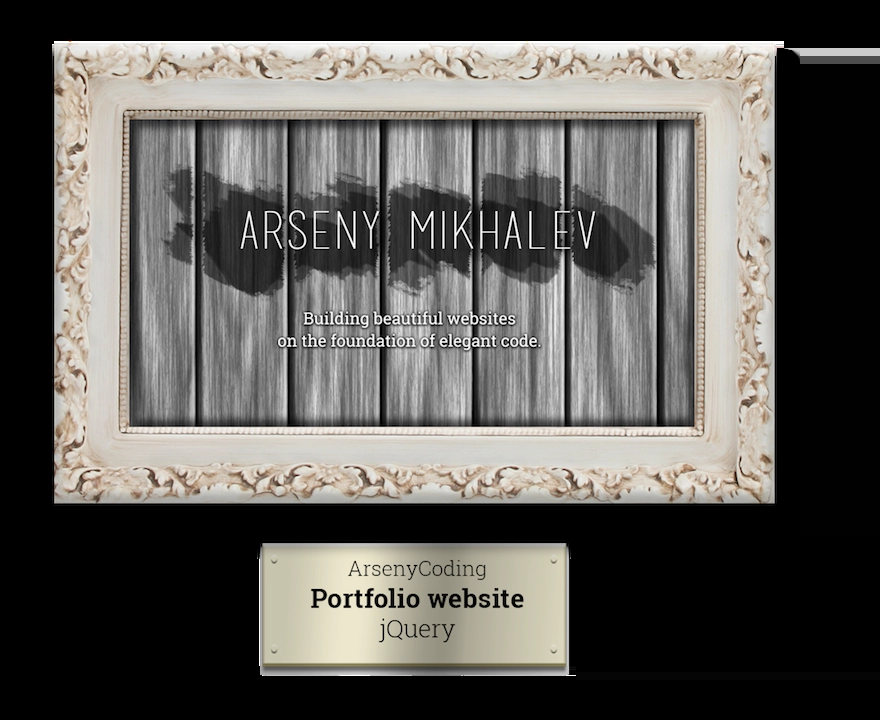 ARSENY MIKHALEV
Building beautiful websites
on the foundation of elegant code.
ArsenyCoding
Portfolio website
jQuery